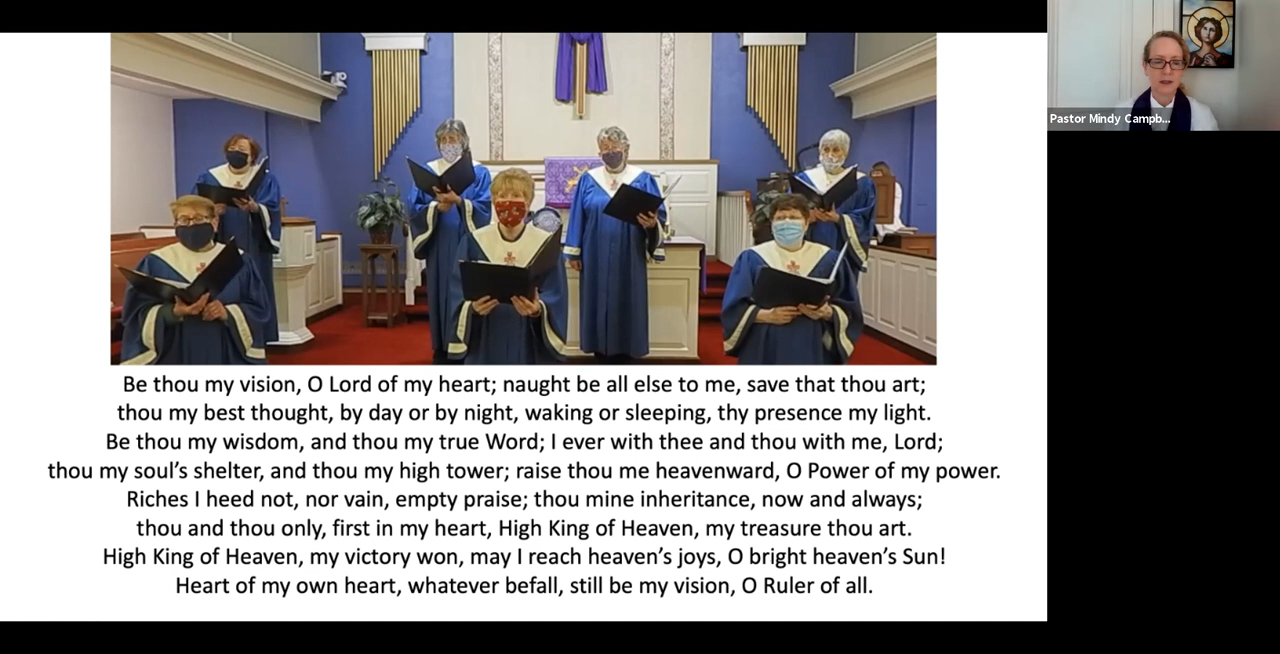 Pastor Mindy Campb...
Be thou my vision, O Lord of my heart; naught be all else to me, save that thou art;
thou my best thought, by day or by night, waking or sleeping, thy presence my light.
Be thou my wisdom, and thou my true Word; I ever with thee and thou with me, Lord;
thou my soul’s shelter, and thou my high tower; raise thou me heavenward, O Power of my power.
Riches I heed not, nor vain, empty praise; thou mine inheritance, now and always;
thou and thou only, first in my heart, High King of Heaven, my treasure thou art.
High King of Heaven, my victory won, may I reach heaven’s joys, O bright heaven’s Sun!
Heart of my own heart, whatever befall, still be my vision, O Ruler of all.